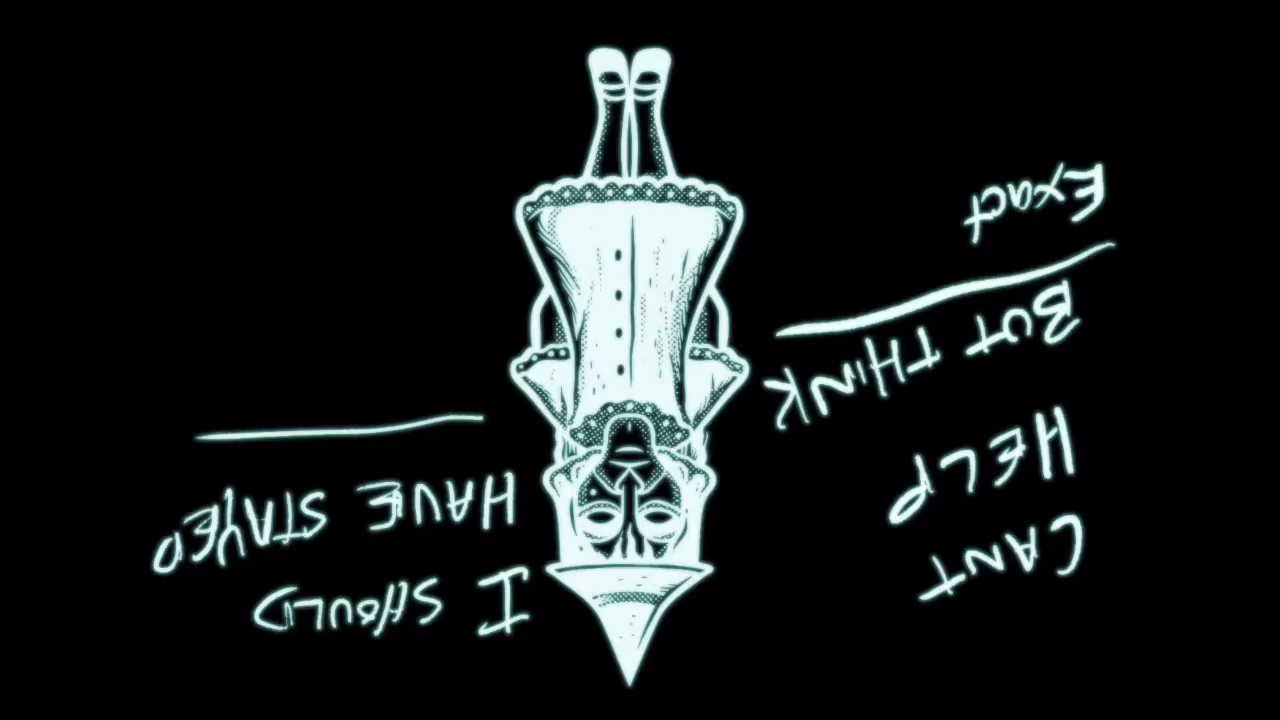 CANT
HELP
BUT THINK
Exact
I SHOULD
HAVE STAYED